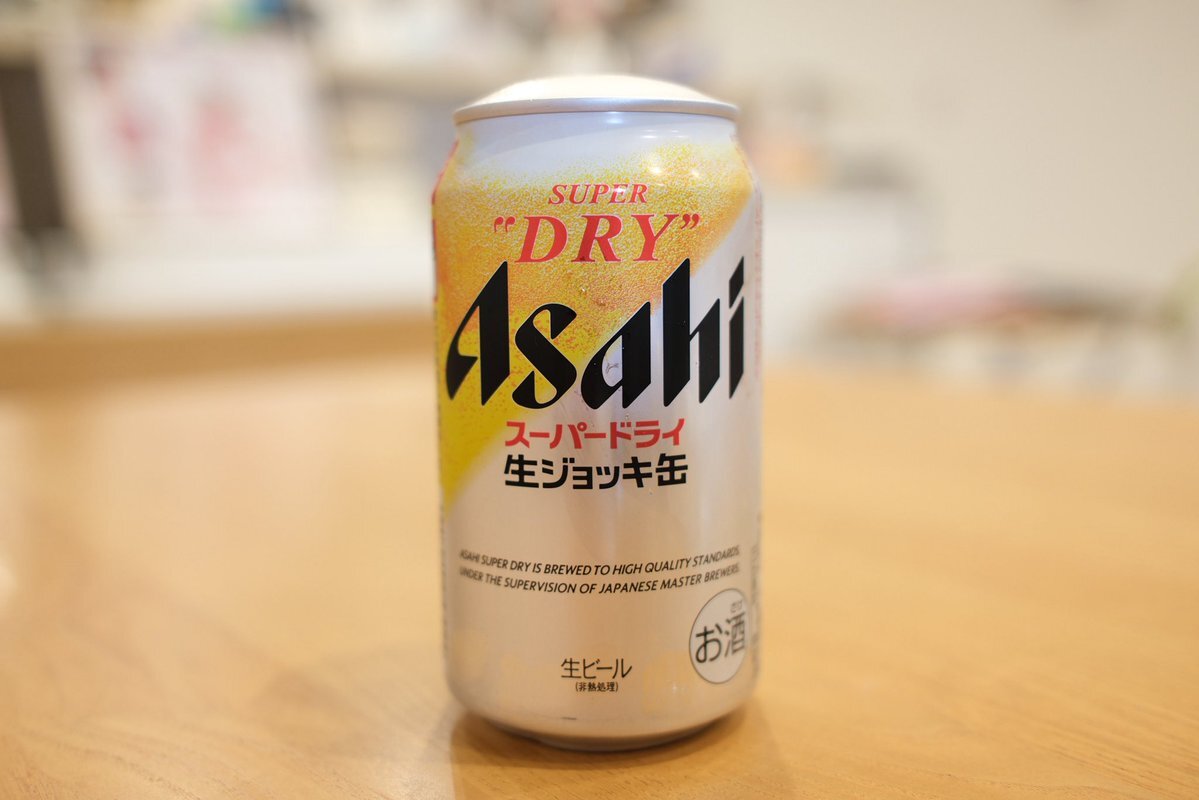 SUPER
"DRY"
Asahi
スーパードライ
生ジョッキ缶
ASAHI SUPER DRY IS BREWED TO HIGH QUALITY STANDARDS,
UNDER THE SUPERVISION OF JAPANESE MASTER BREWERS.
さけ
お酒
生ビール
(非熱処理)